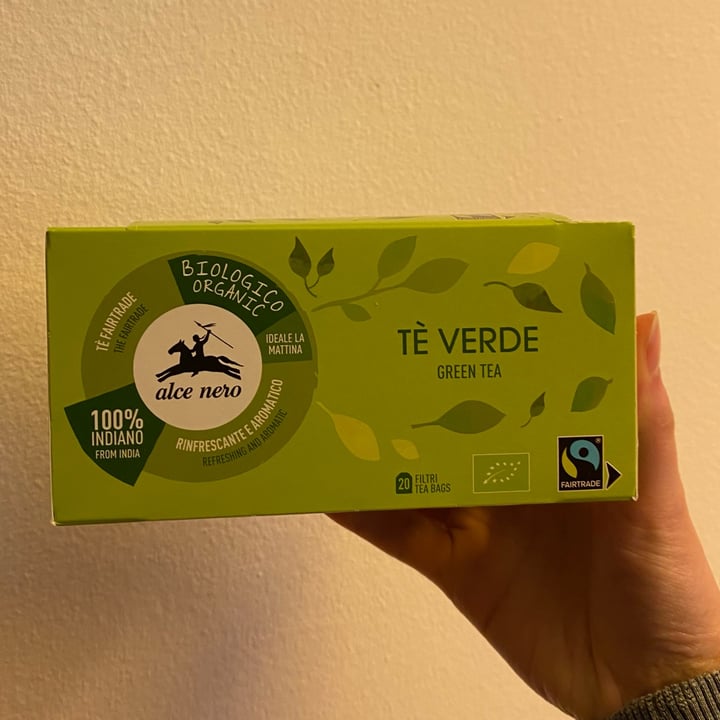 BIOLOGICO
ORGANIC
TÈ FAIRTRADE
THE FAIRTRADE
IDEALE LA
MATTINA
alce nero
100%
INDIANO
FROM INDIA
RINFRESCANTE E AROMATICO
REFRESHING AND AROMATIC
TÈ VERDE
GREEN TEA
20 FILTRI
TEA BAGS
FAIRTRADE
®